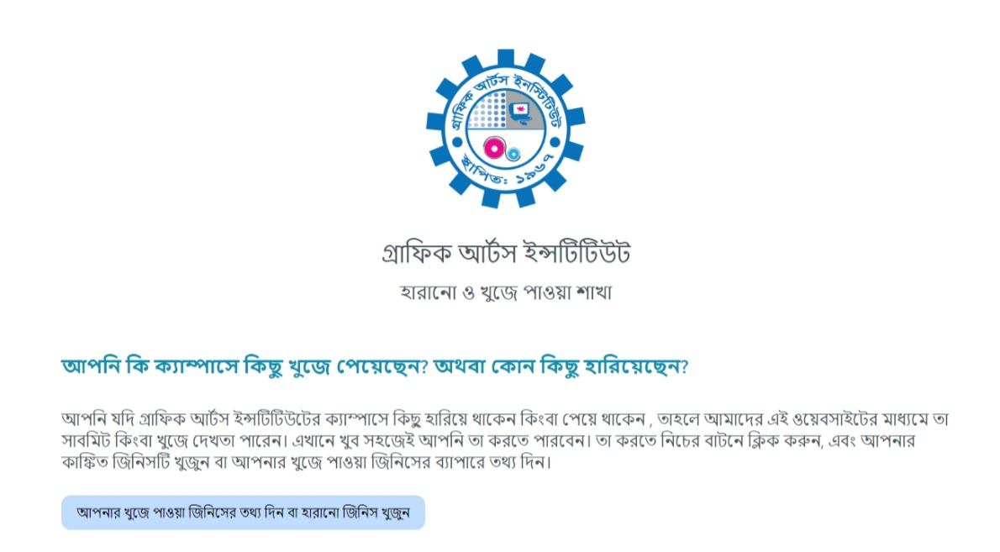 গ্রাফিক আর্টস ইনস্টিটিউট
স্থাপিত: ১৯৬৭
গ্রাফিক আর্টস ইন্সটিটিউট
হারানো ও খুজে পাওয়া শাখা
আপনি কি ক্যাম্পাসে কিছু খুজে পেয়েছেন? অথবা কোন কিছু হারিয়েছেন?
আপনি যদি গ্রাফিক আর্টস ইন্সটিটিউটের ক্যাম্পাসে কিছু হারিয়ে থাকেন কিংবা পেয়ে থাকেন , তাহলে আমাদের এই ওয়েবসাইটের মাধ্যমে তা
সাবমিট কিংবা খুজে দেখতা পারেন। এখানে খুব সহজেই আপনি তা করতে পারবেন। তা করতে নিচের বাটনে ক্লিক করুন, এবং আপনার
কাঙ্কিত জিনিসটি খুজুন বা আপনার খুজে পাওয়া জিনিসের ব্যাপারে তথ্য দিন।
আপনার খুজে পাওয়া জিনিসের তথ্য দিন বা হারানো জিনিস খুজুন